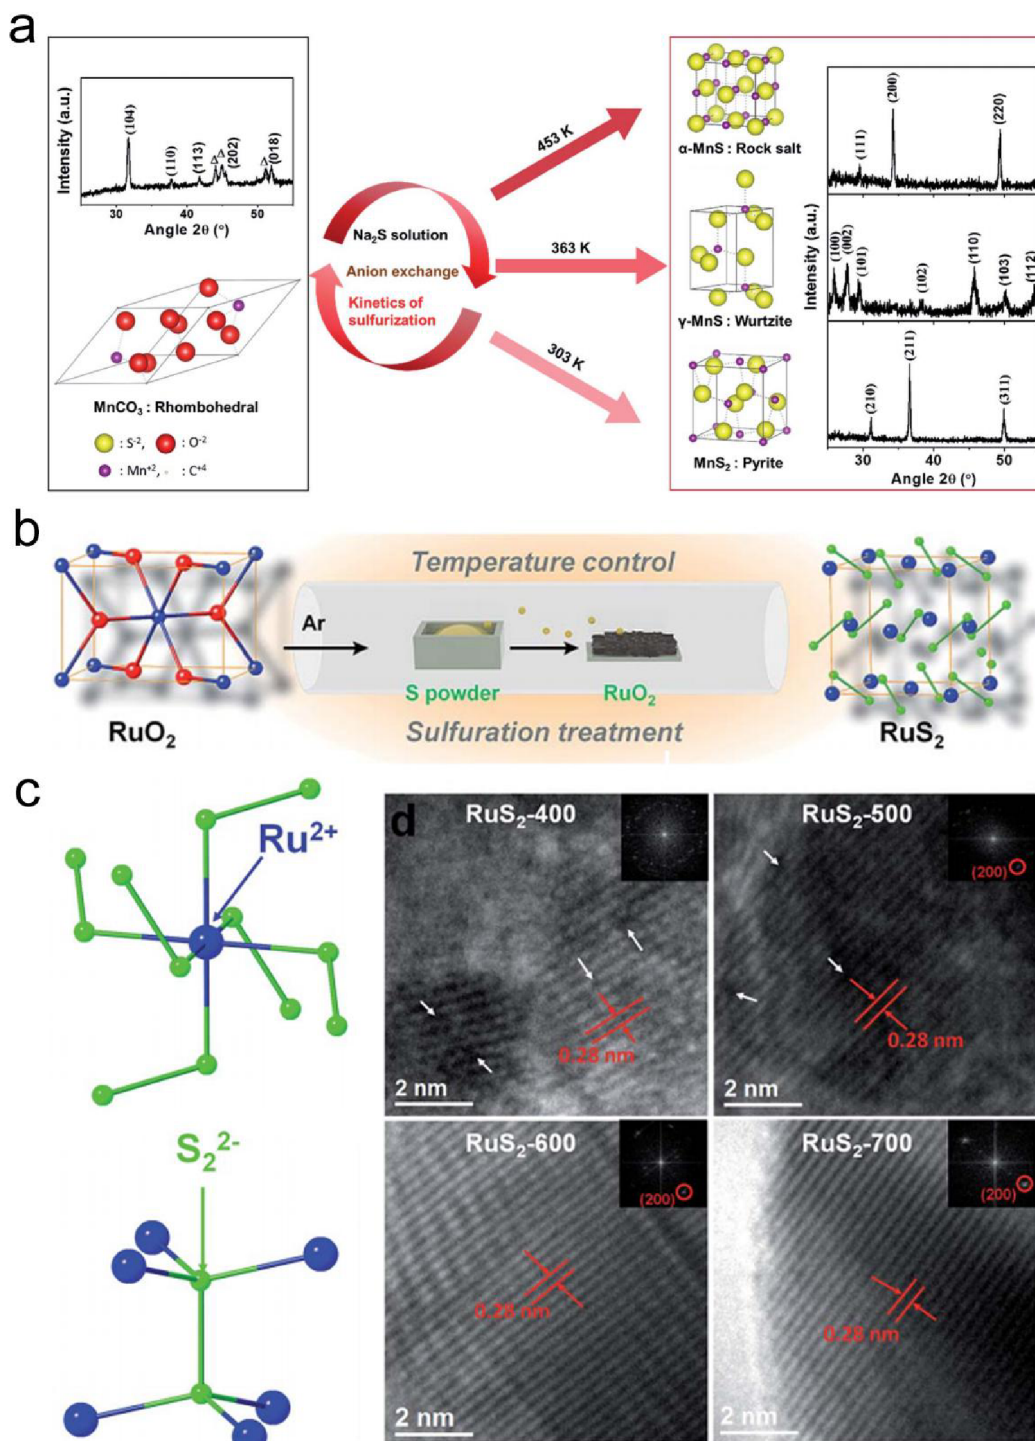 a
Intensity (a.u.)
(104)
(110)
(113)
Δ
Δ
(202)
Δ
(018)
30 40 50
Angle 2θ (°)
MnCO₃ : Rhombohedral
: S⁻², : O⁻²
: Mn⁺², : C⁺⁴
Na₂S solution
Anion exchange
Kinetics of
sulfurization
453 K
363 K
303 K
α-MnS : Rock salt
γ-MnS : Wurtzite
MnS₂ : Pyrite
Intensity (a.u.)
(111)
(200)
(220)
(100)
(002)
(101)
(102)
(110)
(103)
(112)
(210)
(211)
(311)
30 40 50
Angle 2θ (°)
b
RuO₂
Temperature control
Ar
S powder
RuO₂
Sulfuration treatment
RuS₂
c
Ru²⁺
S₂²⁻
d
RuS₂-400
0.28 nm
2 nm
RuS₂-500
(200)
0.28 nm
2 nm
RuS₂-600
(200)
0.28 nm
2 nm
RuS₂-700
(200)
0.28 nm
2 nm